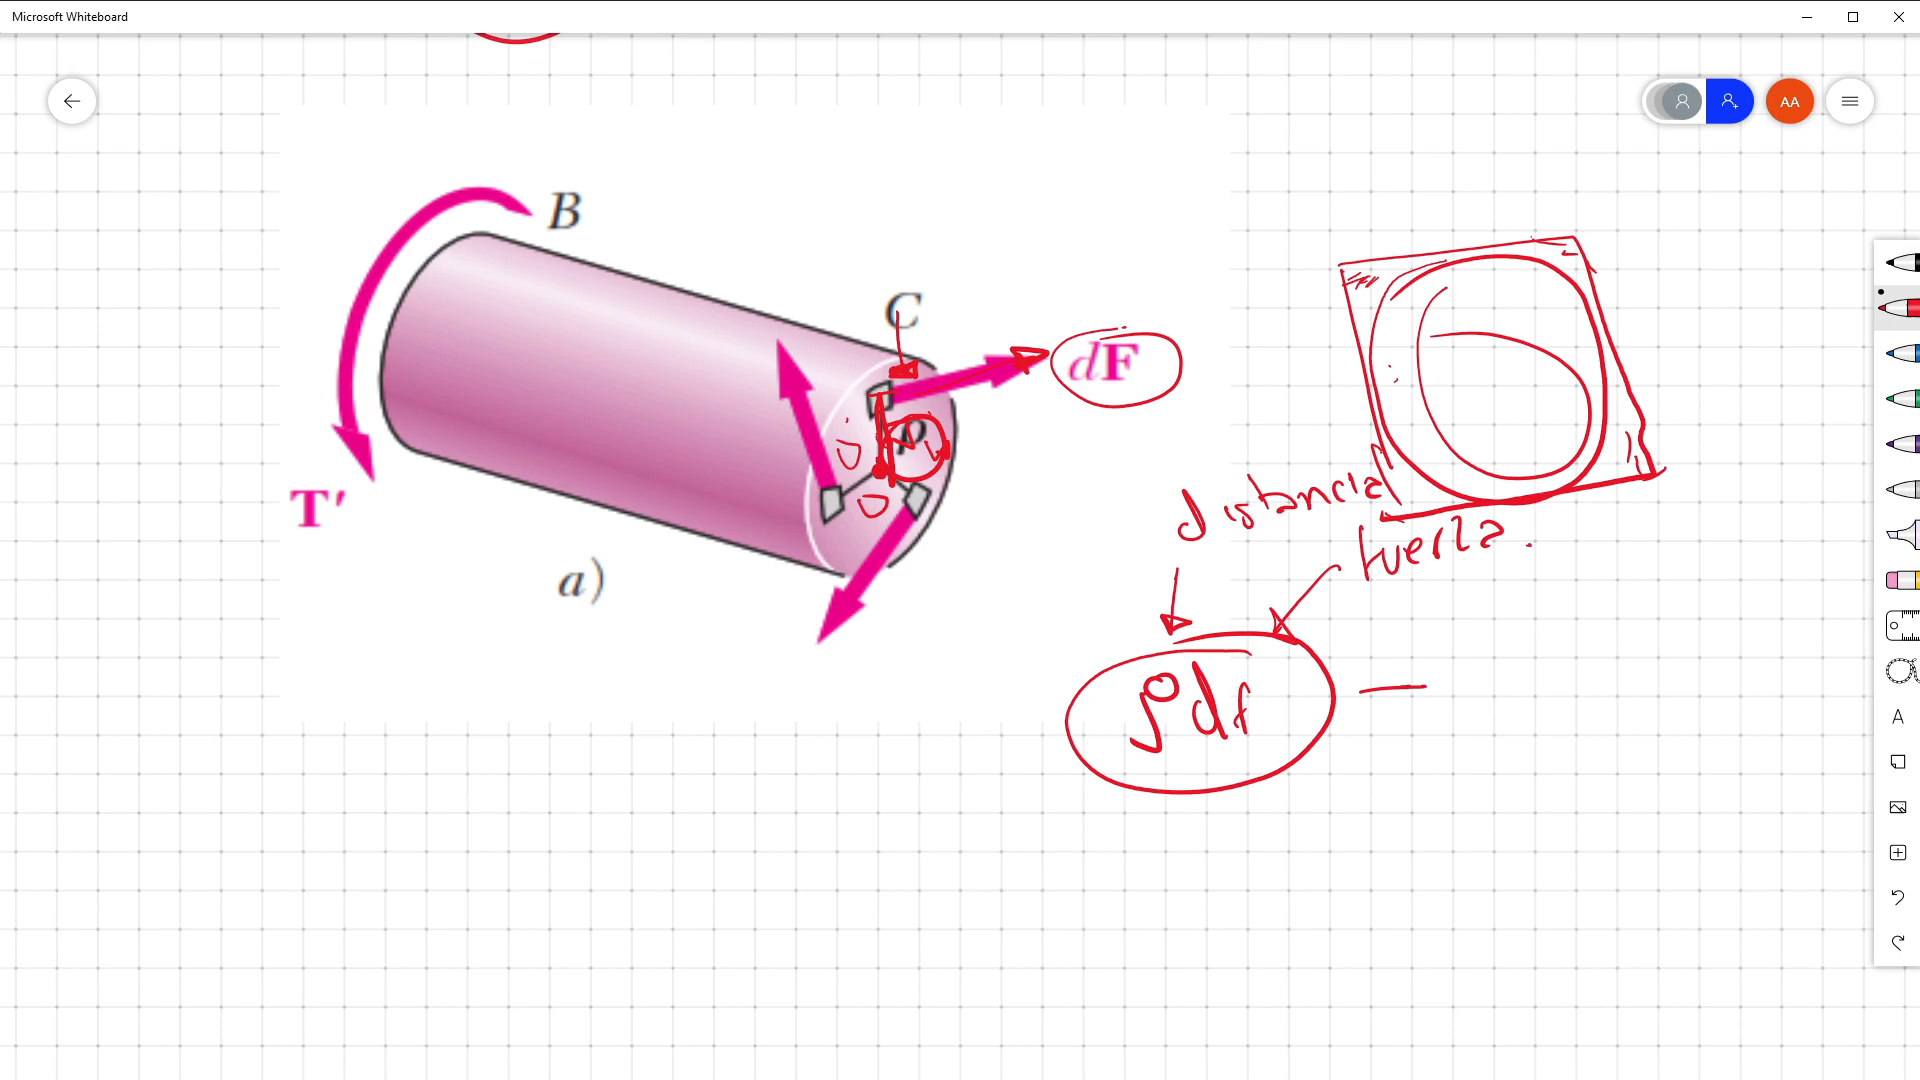 Microsoft Whiteboard
AA
B
C
dF
ρ
T'
a)
distancia
fuerza.
ρdf
A